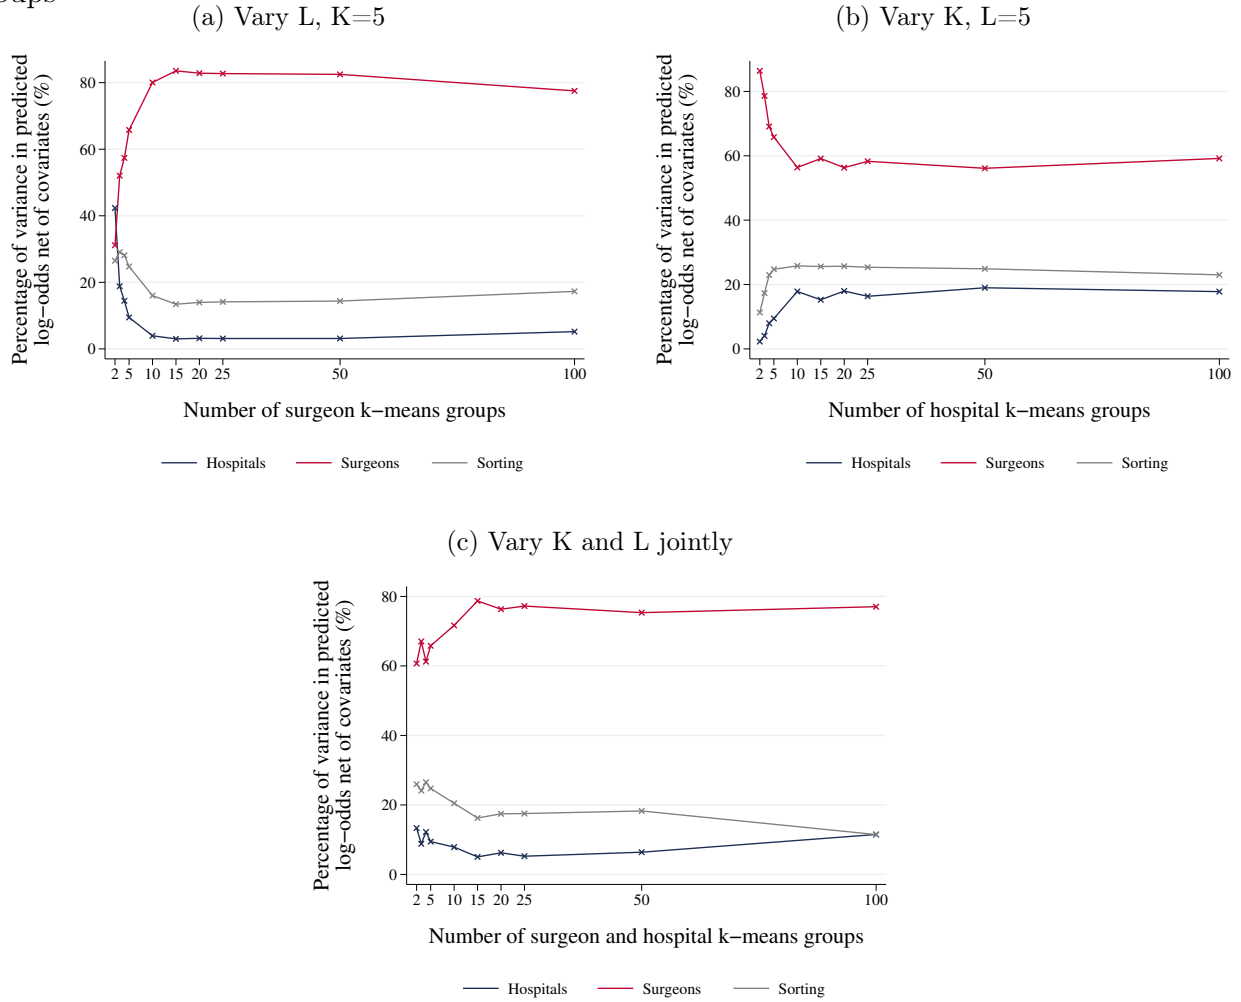 (a) Vary L, K=5
Percentage of variance in predicted
log−odds net of covariates (%)
80
60
40
20
0
2 5 10 15 20 25 50 100
Number of surgeon k−means groups
Hospitals Surgeons Sorting
(b) Vary K, L=5
Percentage of variance in predicted
log−odds net of covariates (%)
80
60
40
20
0
2 5 10 15 20 25 50 100
Number of hospital k−means groups
Hospitals Surgeons Sorting
(c) Vary K and L jointly
Percentage of variance in predicted
log−odds net of covariates (%)
80
60
40
20
0
2 5 10 15 20 25 50 100
Number of surgeon and hospital k−means groups
Hospitals Surgeons Sorting